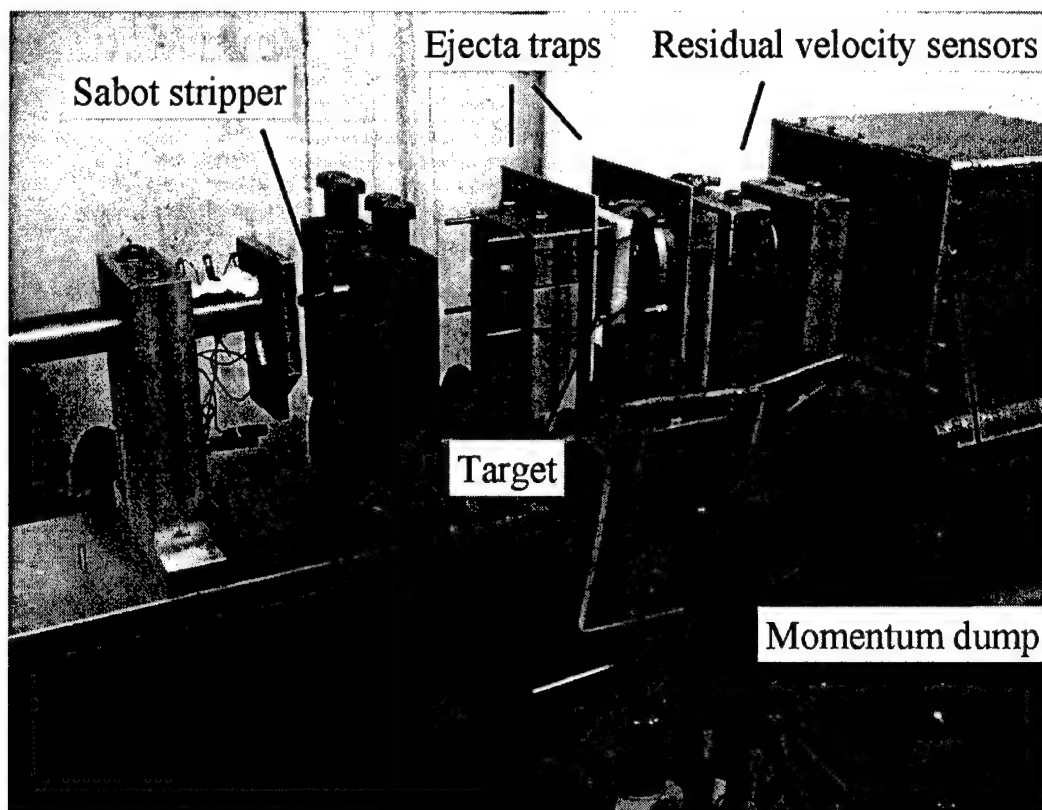 Ejecta traps
Residual velocity sensors
Sabot stripper
Target
Momentum dump